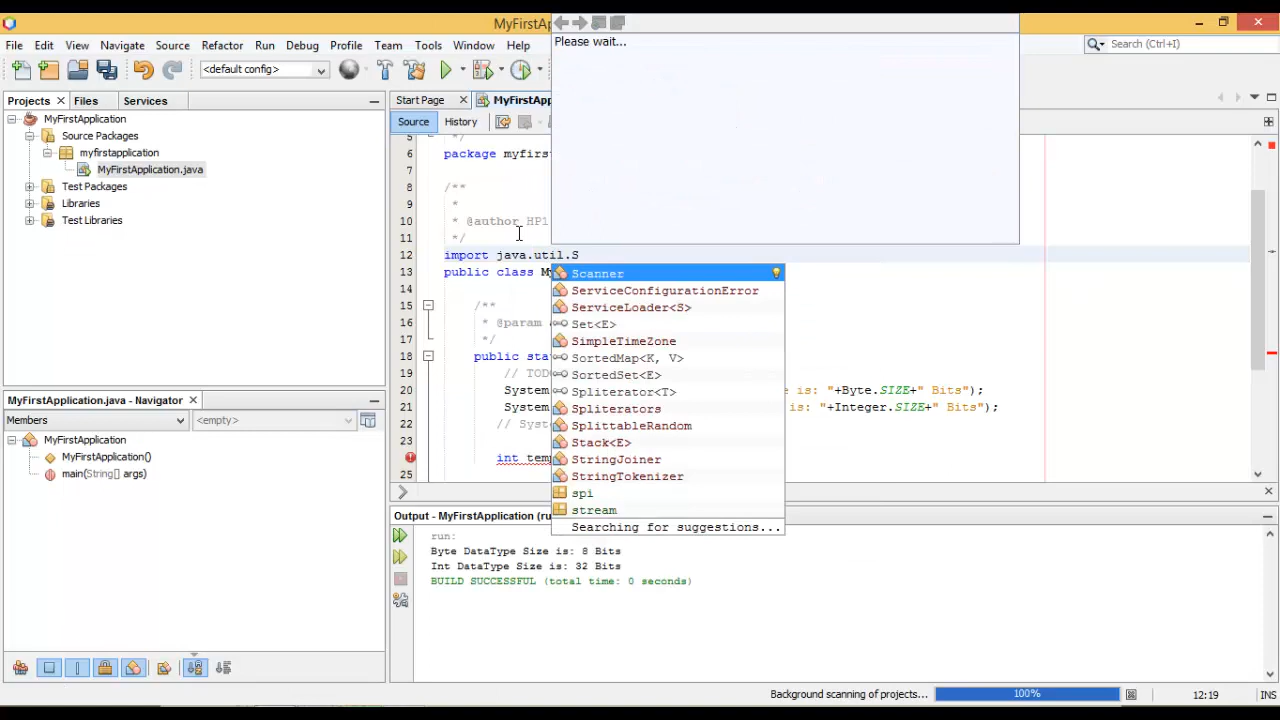 MyFirstAp
File Edit View Navigate Source Refactor Run Debug Profile Team Tools Window Help
Search (Ctrl+I)
<default config>
Please wait...
Projects Files Services
Start Page MyFirstApp
Source History
MyFirstApplication
Source Packages
myfirstapplication
MyFirstApplication.java
Test Packages
Libraries
Test Libraries
5 */
6 package myfirst
7
8 /**
9 *
10 * @author HP1
11 */
12 import java.util.S
13 public class My
14
15 /**
16 * @param
17 */
18 public sta
19 // TOD
20 System is: "+Byte.SIZE+" Bits");
21 System is: "+Integer.SIZE+" Bits");
22 // Syst
23
int temp
25
Scanner
ServiceConfigurationError
ServiceLoader<S>
Set<E>
SimpleTimeZone
SortedMap<K, V>
SortedSet<E>
Spliterator<T>
Spliterators
SplittableRandom
Stack<E>
StringJoiner
StringTokenizer
spi
stream
Searching for suggestions...
MyFirstApplication.java - Navigator
Members <empty>
MyFirstApplication
MyFirstApplication()
main(String[] args)
Output - MyFirstApplication (ru
run:
Byte DataType Size is: 8 Bits
Int DataType Size is: 32 Bits
BUILD SUCCESSFUL (total time: 0 seconds)
Background scanning of projects... 100% 12:19 INS